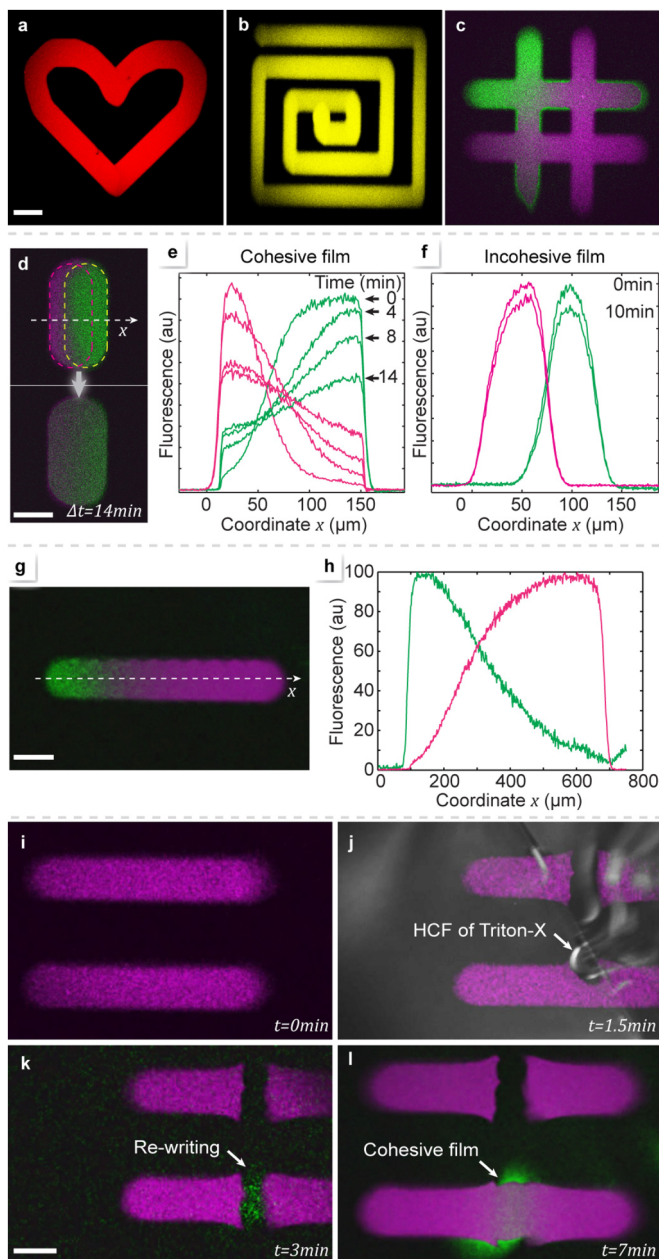 a
b
c
d
x
Δt=14min
e
Cohesive film
Time (min)
0
4
8
14
Fluorescence (au)
0 50 100 150
Coordinate x (µm)
f
Incohesive film
0min
10min
Fluorescence (au)
0 50 100 150
Coordinate x (µm)
g
x
h
100
80
60
40
20
0
Fluorescence (au)
200 400 600 800
Coordinate x (µm)
i
t=0min
j
HCF of Triton-X
t=1.5min
k
Re-writing
t=3min
l
Cohesive film
t=7min